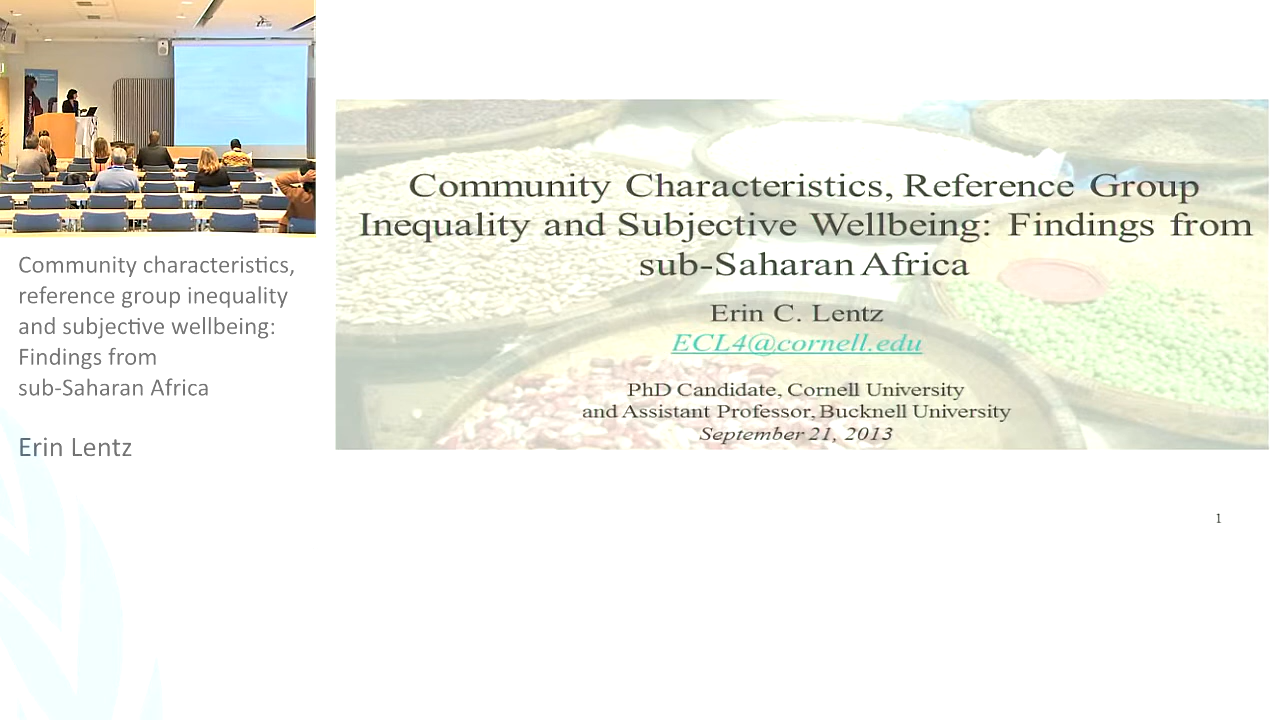 Community characteristics,
reference group inequality
and subjective wellbeing:
Findings from
sub-Saharan Africa
Erin Lentz
Community Characteristics, Reference Group
Inequality and Subjective Wellbeing: Findings from
sub-Saharan Africa
Erin C. Lentz
ECL4@cornell.edu
PhD Candidate, Cornell University
and Assistant Professor, Bucknell University
September 21, 2013
1